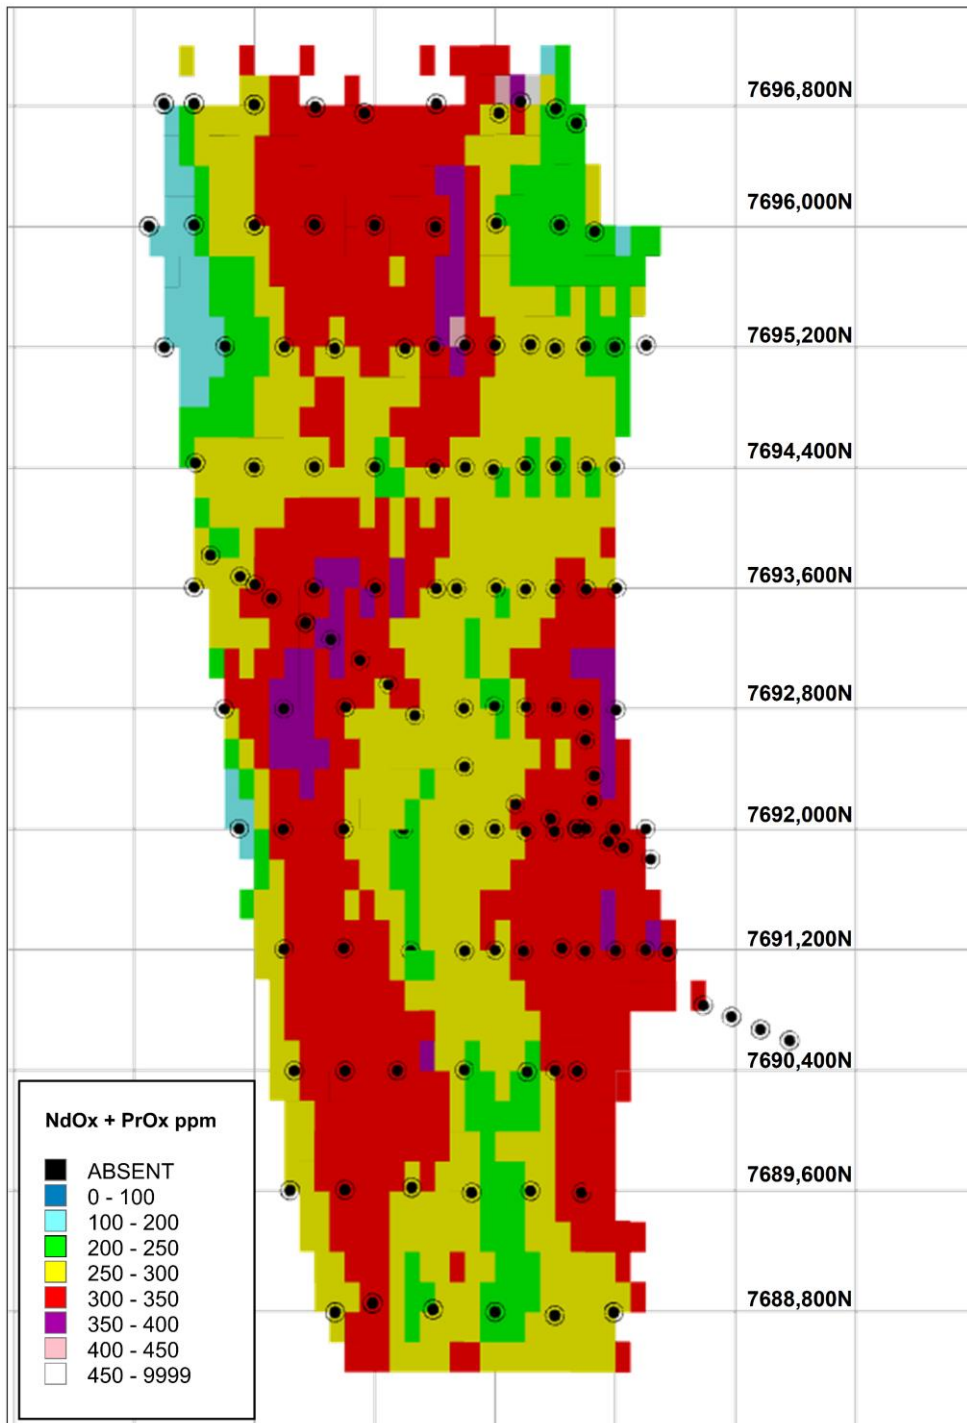 7696,800N
7696,000N
7695,200N
7694,400N
7693,600N
7692,800N
7692,000N
7691,200N
7690,400N
7689,600N
7688,800N
NdOx + PrOx ppm
ABSENT
0 - 100
100 - 200
200 - 250
250 - 300
300 - 350
350 - 400
400 - 450
450 - 9999